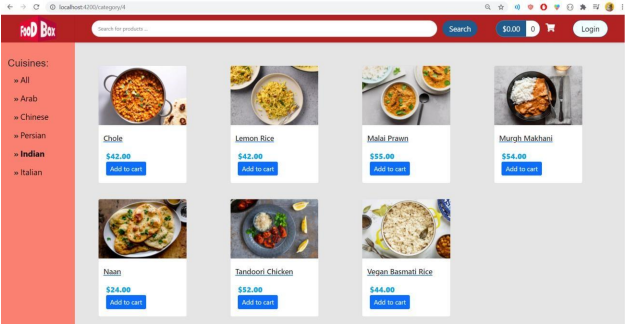 localhost:4200/category/4
FooD Box
Search for products ...
Search
$0.00 0
Login
Cuisines:
» All
» Arab
» Chinese
» Persian
» Indian
» Italian
Chole
$42.00
Add to cart
Lemon Rice
$42.00
Add to cart
Malai Prawn
$55.00
Add to cart
Murgh Makhani
$54.00
Add to cart
Naan
$24.00
Add to cart
Tandoori Chicken
$52.00
Add to cart
Vegan Basmati Rice
$44.00
Add to cart